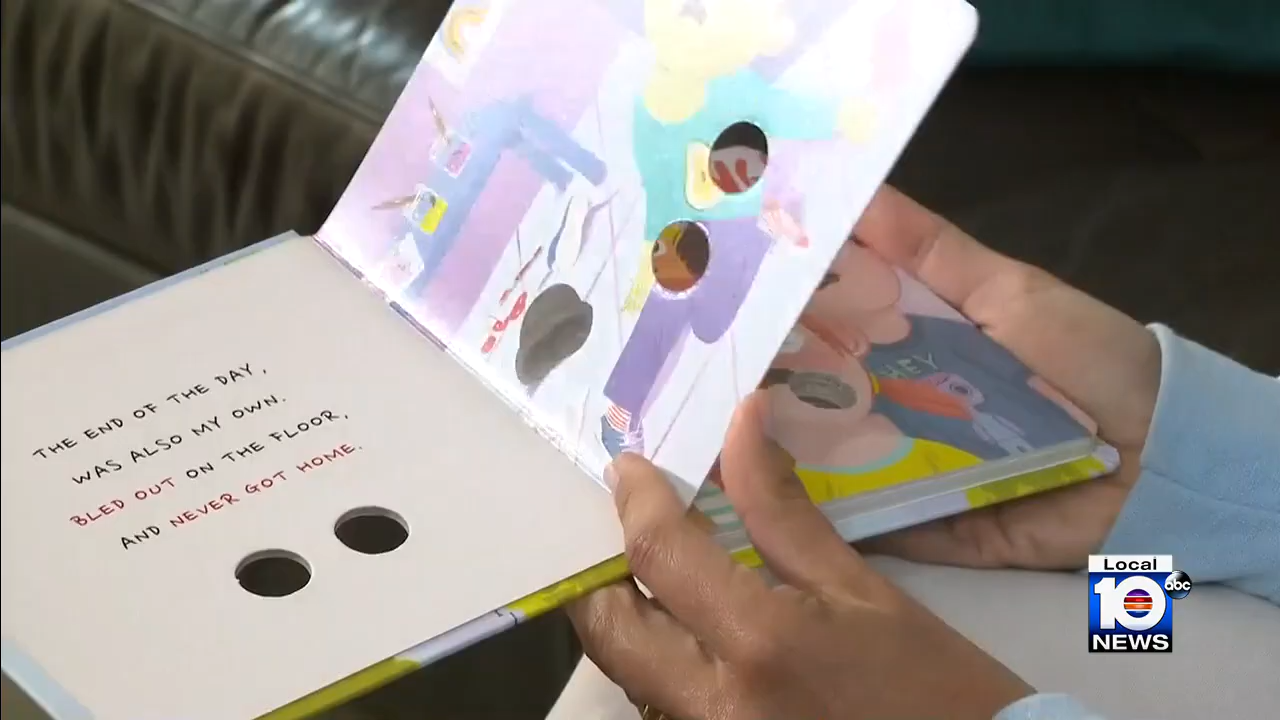 THE END OF THE DAY,
WAS ALSO MY OWN.
BLED OUT ON THE FLOOR,
AND NEVER GOT HOME.
HEY
Local
10
abc
NEWS